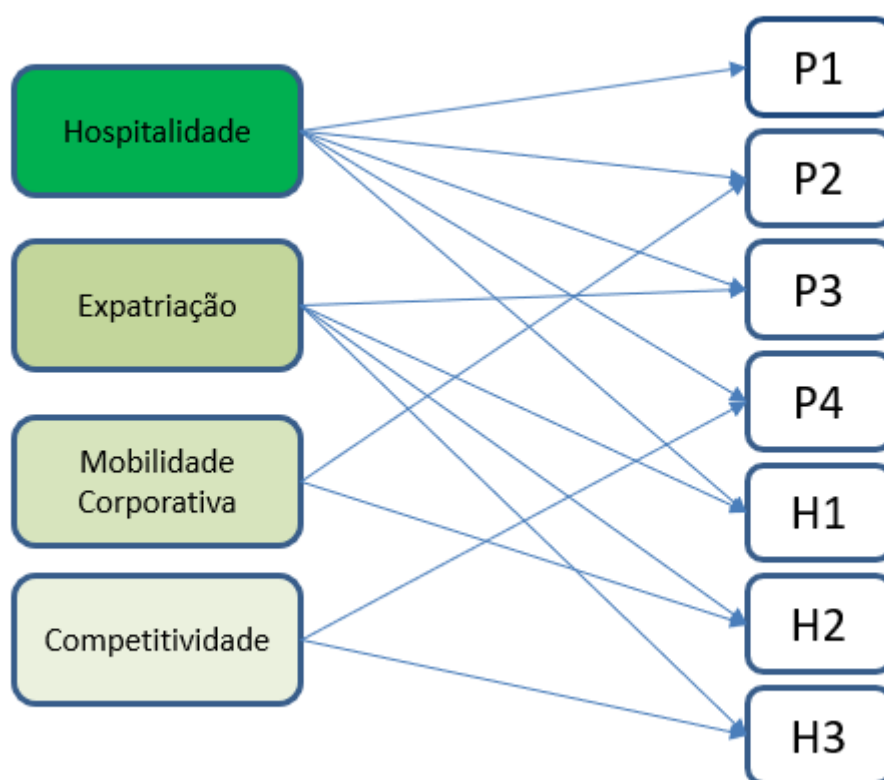 Hospitalidade
Expatriação
Mobilidade
Corporativa
Competitividade
P1
P2
P3
P4
H1
H2
H3